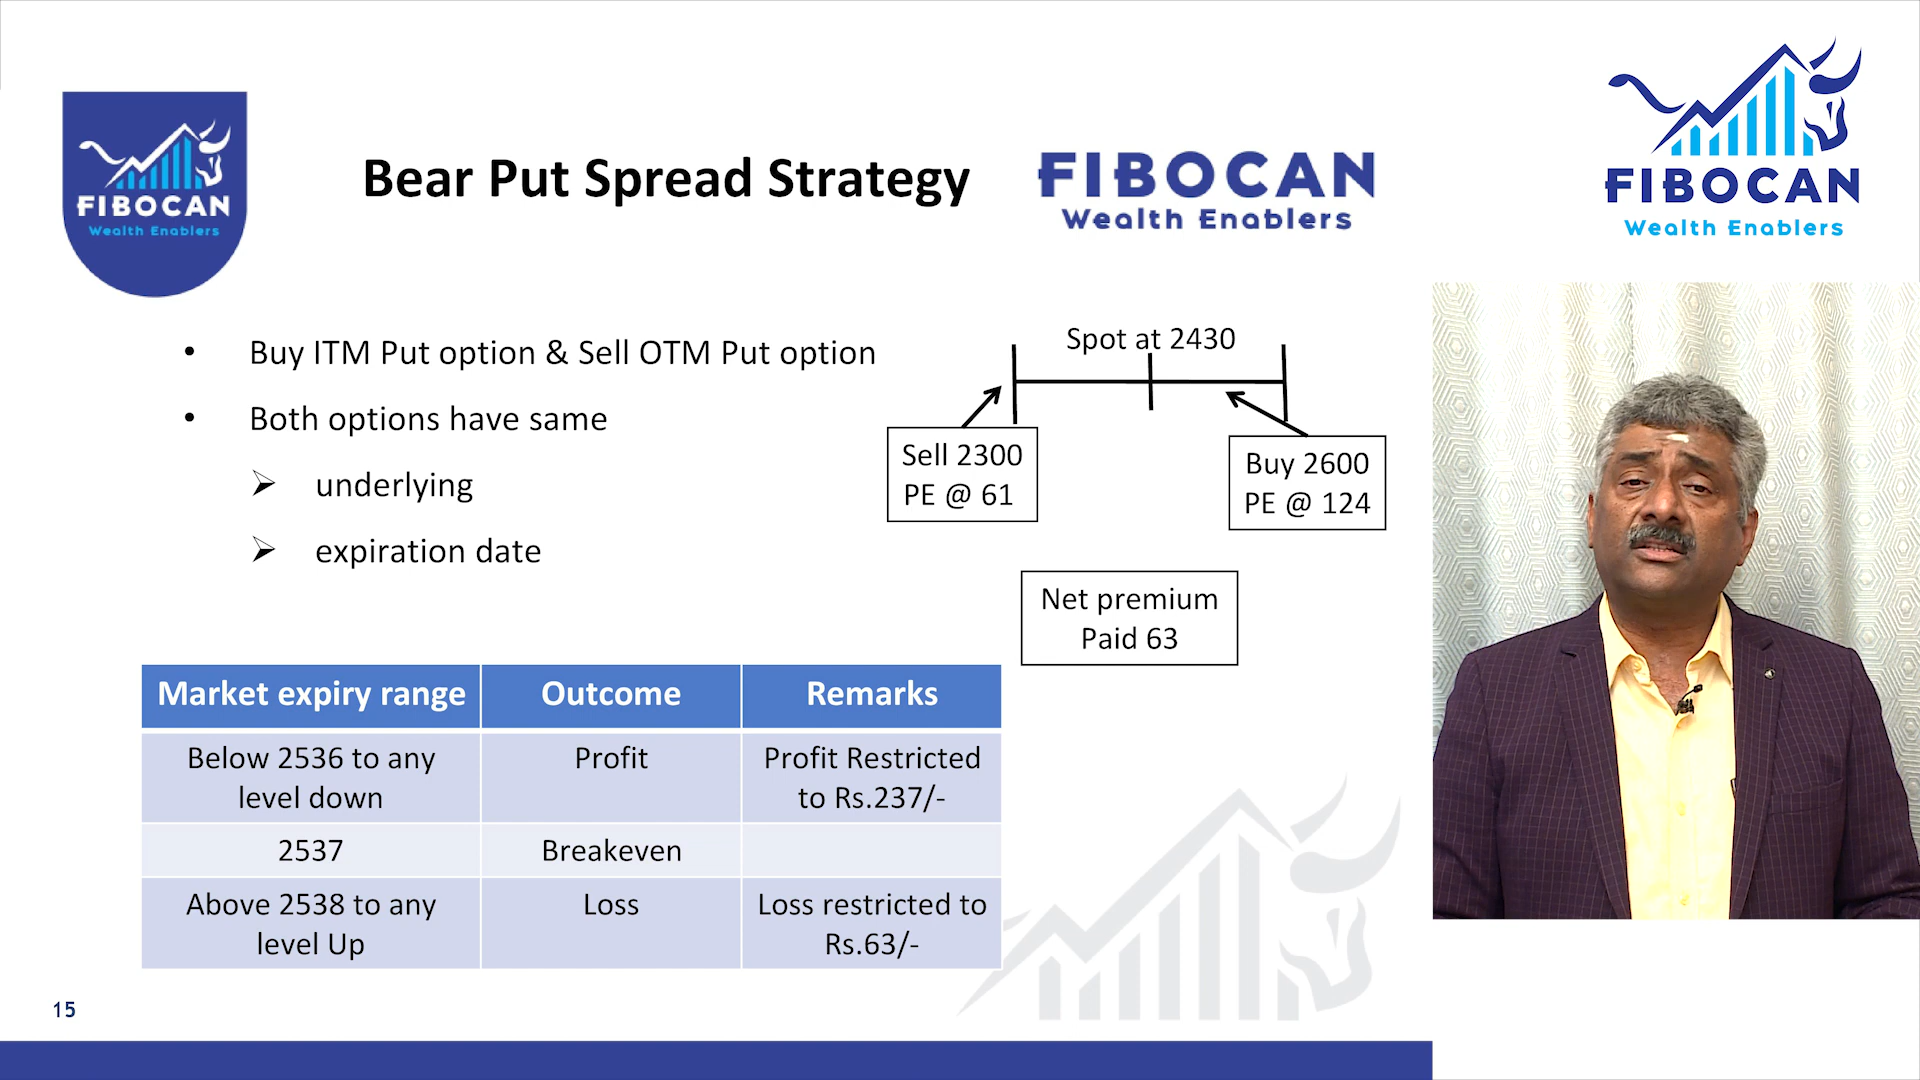 FIBOCAN
Wealth Enablers
Bear Put Spread Strategy
FIBOCAN
Wealth Enablers
FIBOCAN
Wealth Enablers
• Buy ITM Put option & Sell OTM Put option
• Both options have same
➢ underlying
➢ expiration date
Spot at 2430
Sell 2300
PE @ 61
Buy 2600
PE @ 124
Net premium
Paid 63
Market expiry range Outcome Remarks
Below 2536 to any
level down
Profit
Profit Restricted
to Rs.237/-
2537 Breakeven
Above 2538 to any
level Up
Loss
Loss restricted to
Rs.63/-
15